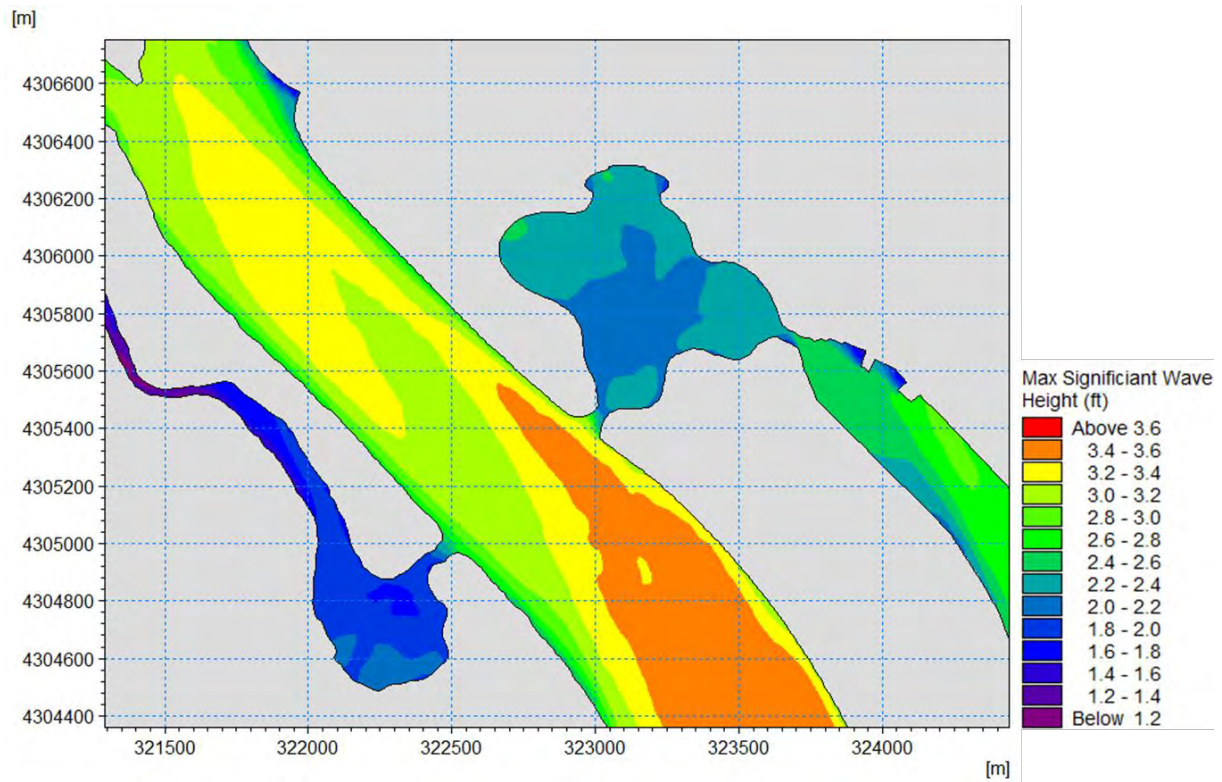 [m]
4306600
4306400
4306200
4306000
4305800
4305600
4305400
4305200
4305000
4304800
4304600
4304400
321500 322000 322500 323000 323500 324000
[m]
Max Significiant Wave
Height (ft)
Above 3.6
3.4 - 3.6
3.2 - 3.4
3.0 - 3.2
2.8 - 3.0
2.6 - 2.8
2.4 - 2.6
2.2 - 2.4
2.0 - 2.2
1.8 - 2.0
1.6 - 1.8
1.4 - 1.6
1.2 - 1.4
Below 1.2